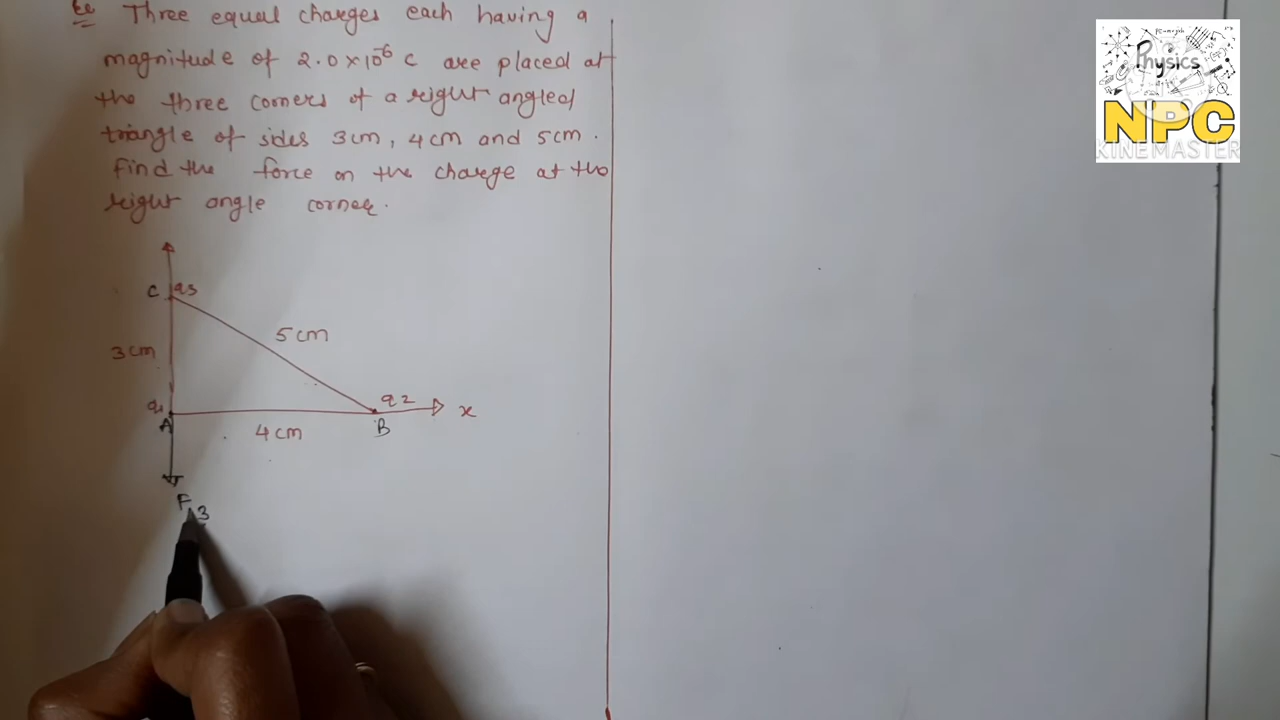 Ex Three equal charges each having a
magnitude of 2.0×10⁻⁶ C are placed at
the three corners of a right angled
triangle of sides 3cm, 4cm and 5cm.
Find the force on the charge at the
right angle corner.
C q3
5cm
3cm
q1 q2
x
A 4cm B
F 3
Physics
NPC
KINEMASTER